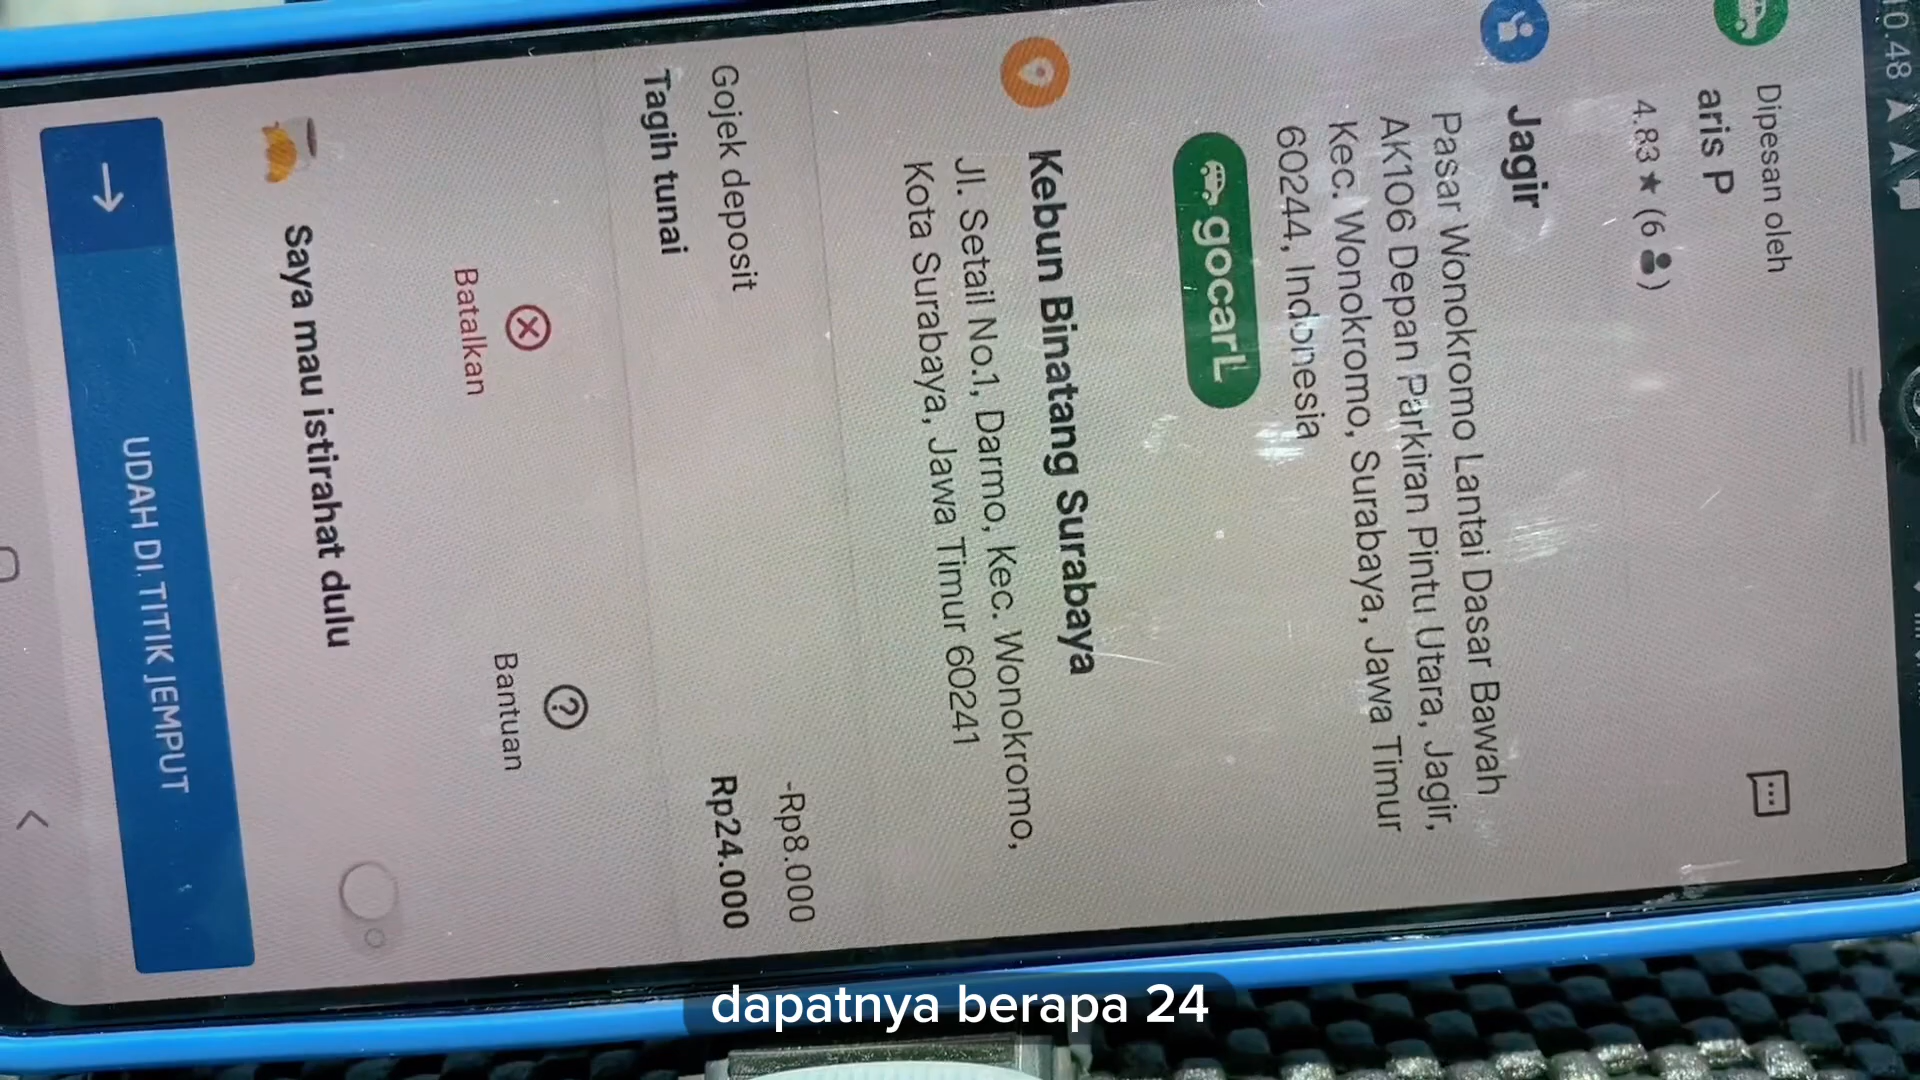 10.48
Dipesan oleh
aris P
4.83 ★ (6)
Jagir
Pasar Wonokromo Lantai Dasar Bawah
AK106 Depan Parkiran Pintu Utara, Jagir,
Kec. Wonokromo, Surabaya, Jawa Timur
60244, Indonesia
gocar L
Kebun Binatang Surabaya
Jl. Setail No.1, Darmo, Kec. Wonokromo,
Kota Surabaya, Jawa Timur 60241
Gojek deposit -Rp8.000
Tagih tunai Rp24.000
Batalkan Bantuan
Saya mau istirahat dulu
UDAH DI TITIK JEMPUT
dapatnya berapa 24